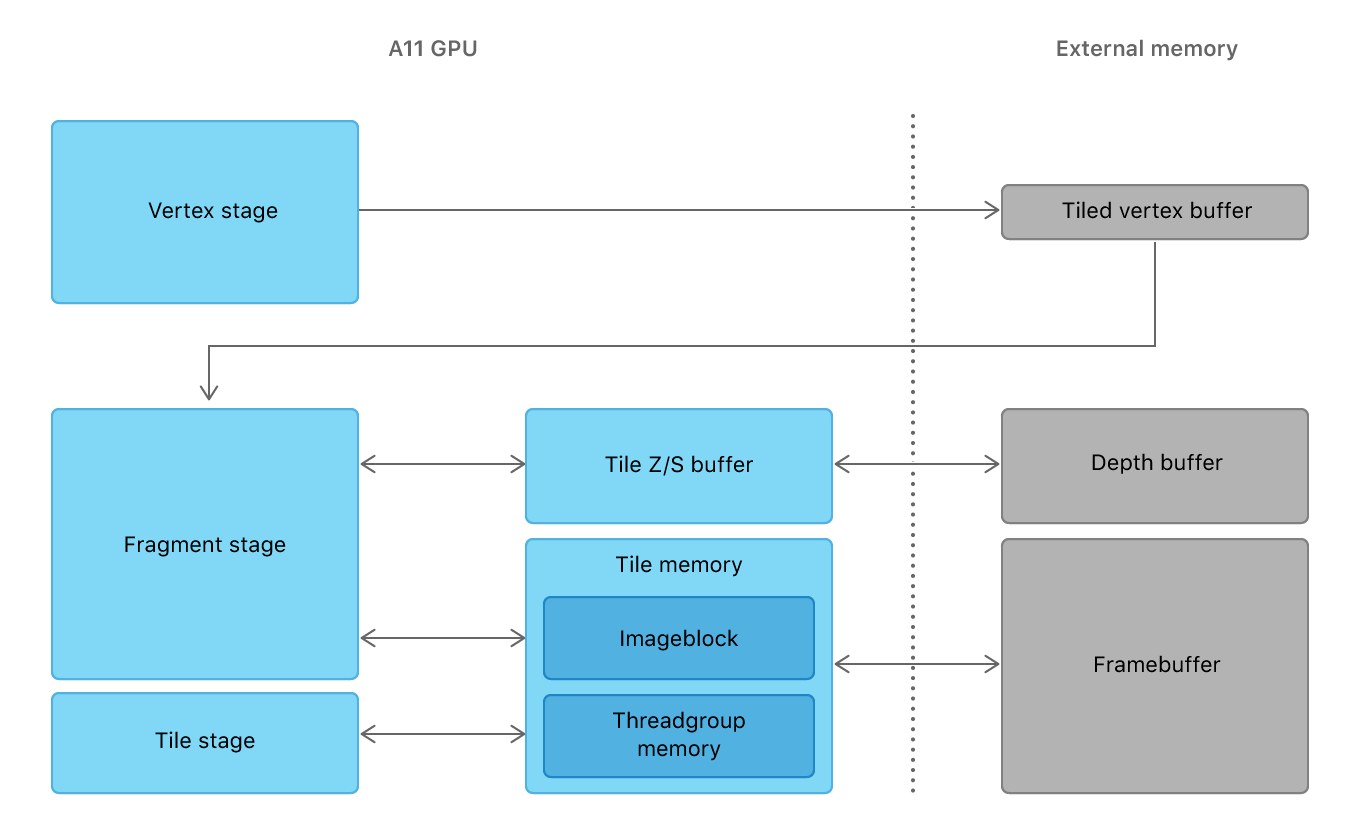 A11 GPU
External memory
Vertex stage
Tiled vertex buffer
Fragment stage
Tile Z/S buffer
Depth buffer
Tile memory
Imageblock
Framebuffer
Tile stage
Threadgroup
memory